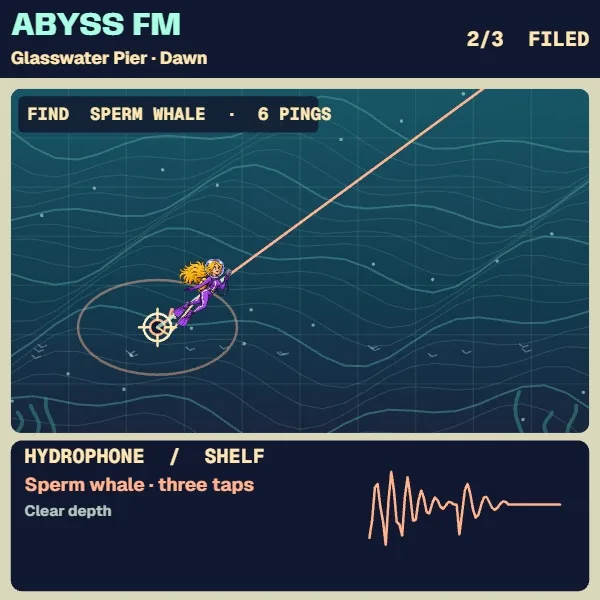 ABYSS FM
Glasswater Pier · Dawn
2/3 FILED
FIND SPERM WHALE · 6 PINGS
HYDROPHONE / SHELF
Sperm whale · three taps
Clear depth